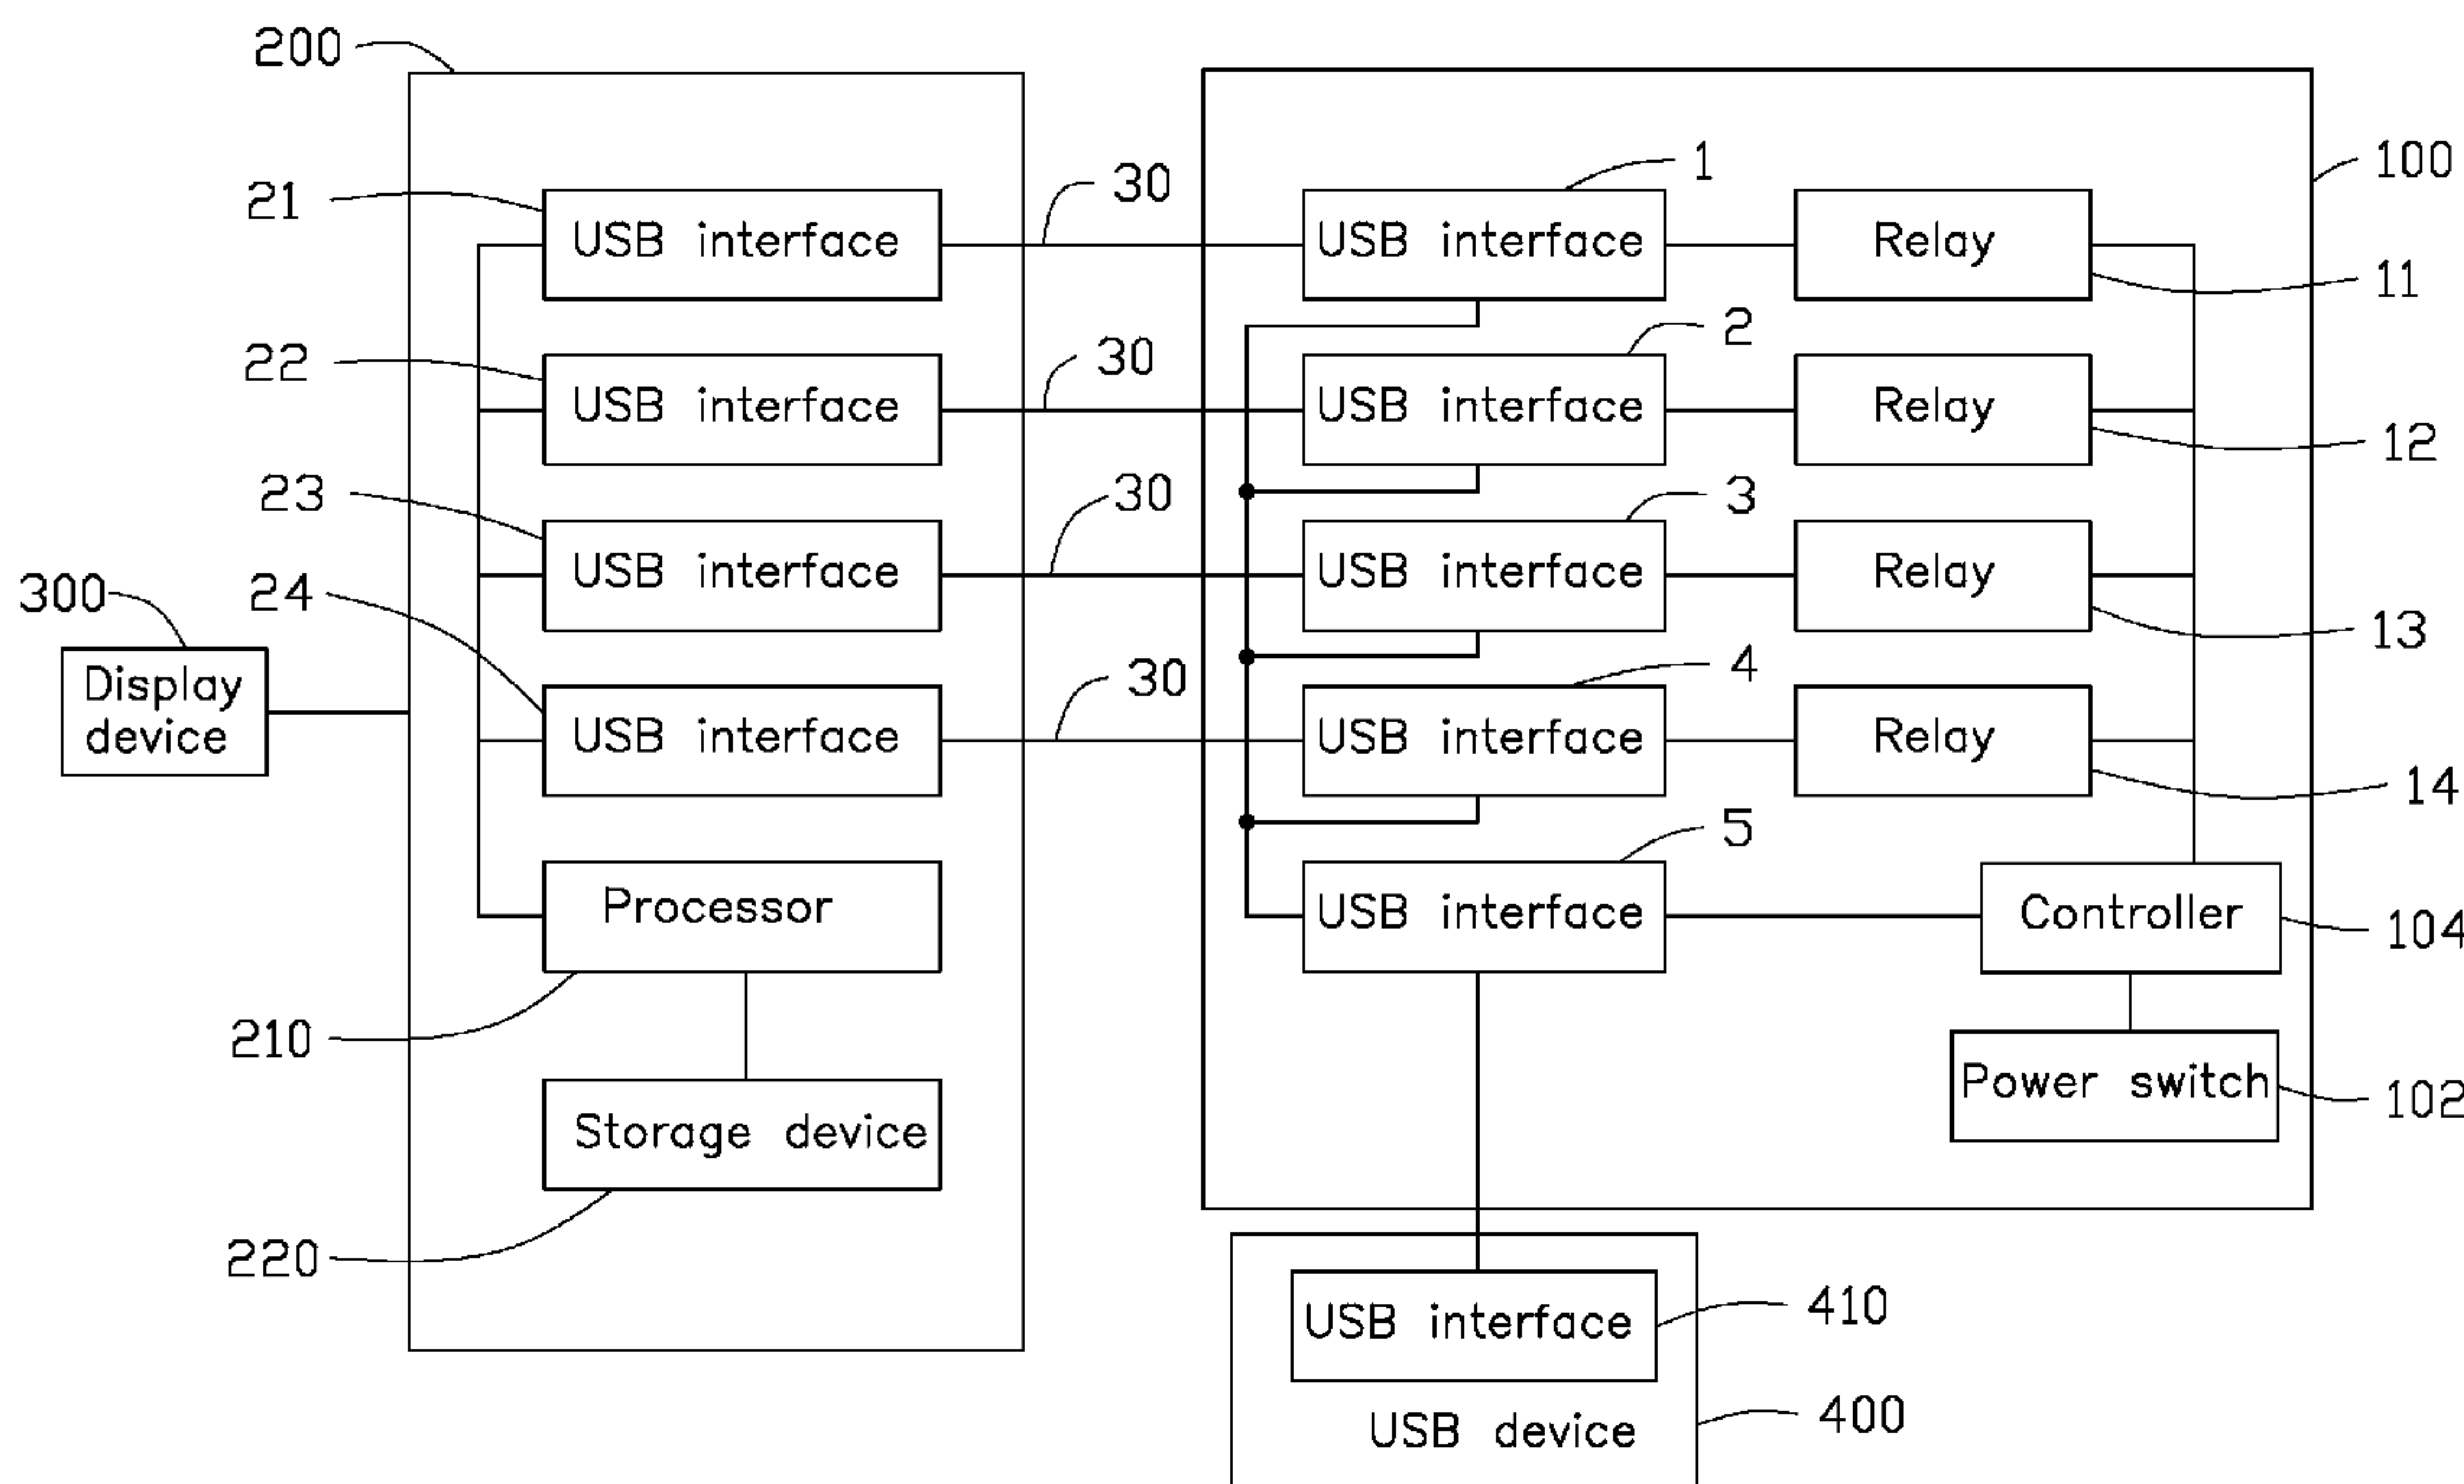 200
100
21
USB interface
30
USB interface
1
Relay
11
22
USB interface
30
USB interface
2
Relay
12
23
USB interface
30
USB interface
3
Relay
13
300
Display
device
24
USB interface
30
USB interface
4
Relay
14
Processor
210
USB interface
5
Controller
104
Storage device
220
Power switch
102
USB interface
410
USB device
400